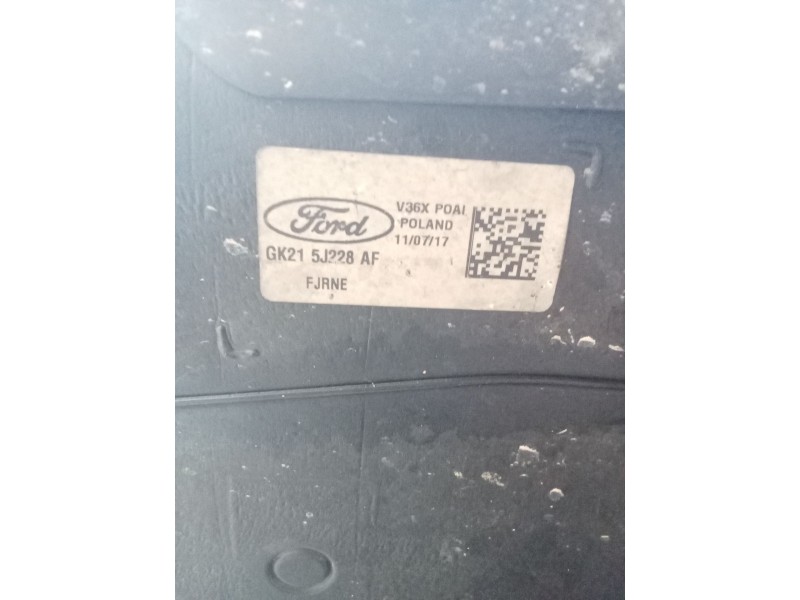 Ford
V36X POAI
POLAND
11/07/17
GK21 5J228 AF
FJRNE